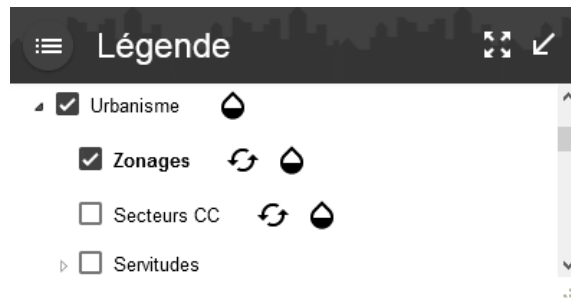 Légende
Urbanisme
Zonages
Secteurs CC
Servitudes